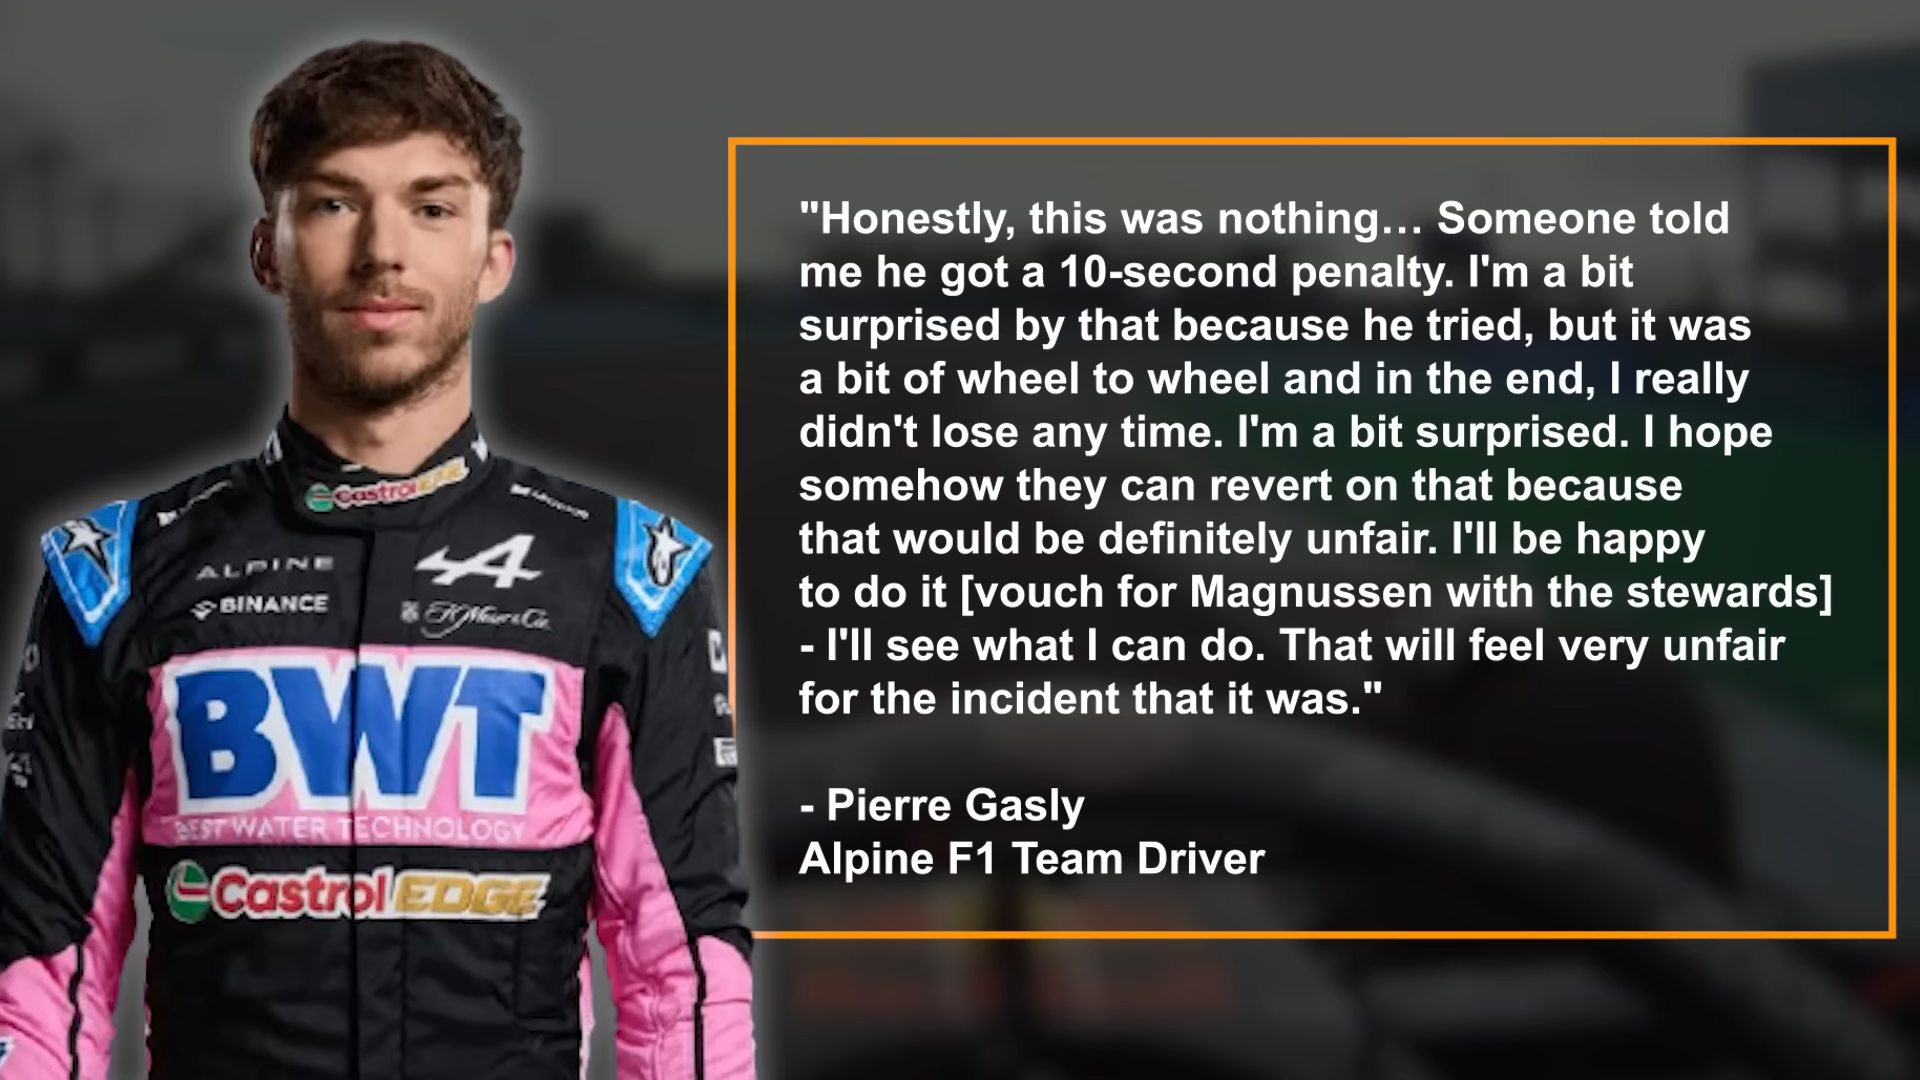 "Honestly, this was nothing... Someone told
me he got a 10-second penalty. I'm a bit
surprised by that because he tried, but it was
a bit of wheel to wheel and in the end, I really
didn't lose any time. I'm a bit surprised. I hope
somehow they can revert on that because
that would be definitely unfair. I'll be happy
to do it [vouch for Magnussen with the stewards]
- I'll see what I can do. That will feel very unfair
for the incident that it was."
- Pierre Gasly
Alpine F1 Team Driver
Castrol EDGE
ALPINE
BINANCE
BWT
BEST WATER TECHNOLOGY
Castrol EDGE